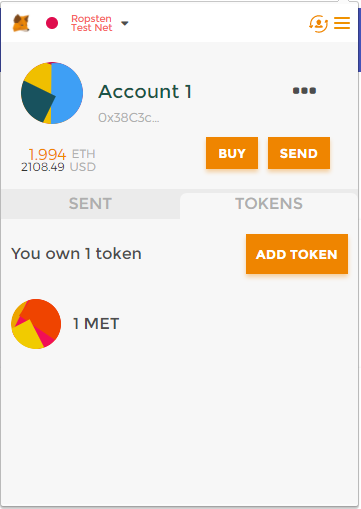 Ropsten
Test Net
Account 1
0x38C3c...
1.994 ETH
2108.49 USD
BUY
SEND
SENT
TOKENS
You own 1 token
ADD TOKEN
1 MET